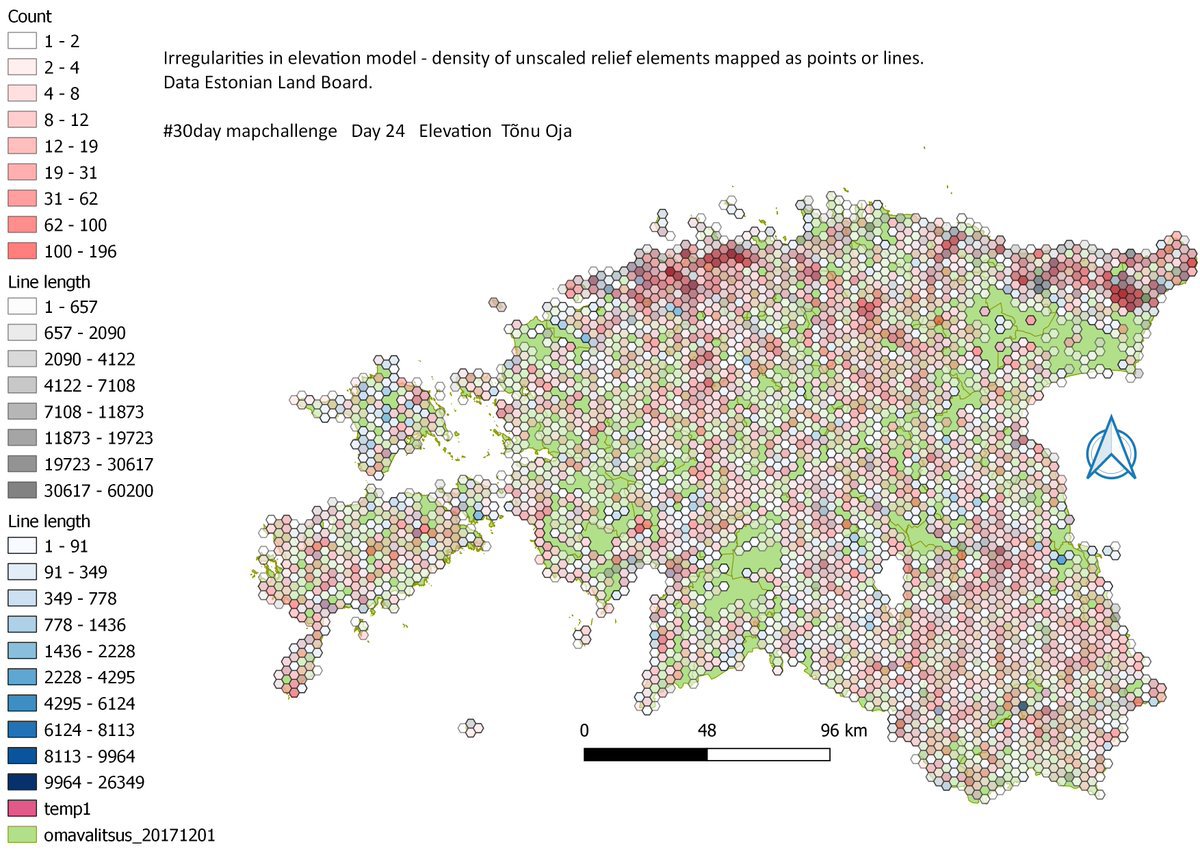 Count
1 - 2
2 - 4
4 - 8
8 - 12
12 - 19
19 - 31
31 - 62
62 - 100
100 - 196
Line length
1 - 657
657 - 2090
2090 - 4122
4122 - 7108
7108 - 11873
11873 - 19723
19723 - 30617
30617 - 60200
Line length
1 - 91
91 - 349
349 - 778
778 - 1436
1436 - 2228
2228 - 4295
4295 - 6124
6124 - 8113
8113 - 9964
9964 - 26349
temp1
omavalitsus_20171201
Irregularities in elevation model - density of unscaled relief elements mapped as points or lines.
Data Estonian Land Board.
#30day mapchallenge Day 24 Elevation Tõnu Oja
0 48 96 km